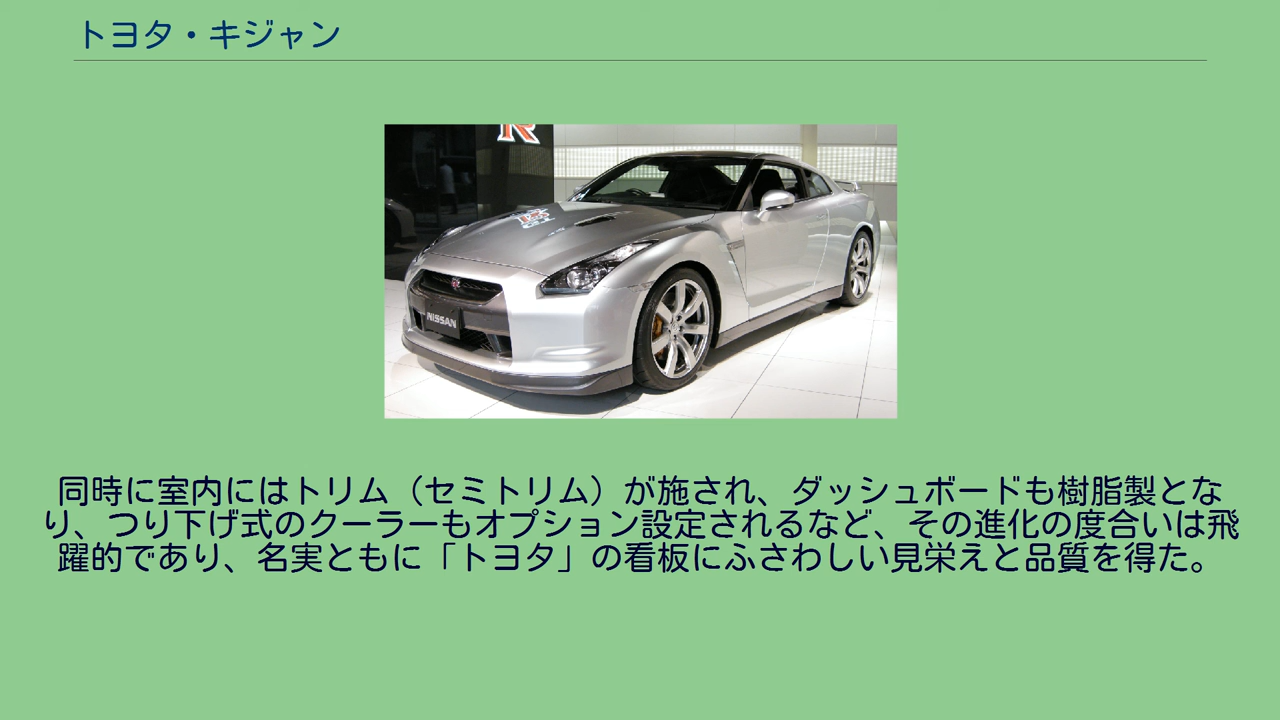 トヨタ・キジャン
R
NISSAN
同時に室内にはトリム（セミトリム）が施され、ダッシュボードも樹脂製とな
り、つり下げ式のクーラーもオプション設定されるなど、その進化の度合いは飛
躍的であり、名実ともに「トヨタ」の看板にふさわしい見栄えと品質を得た。